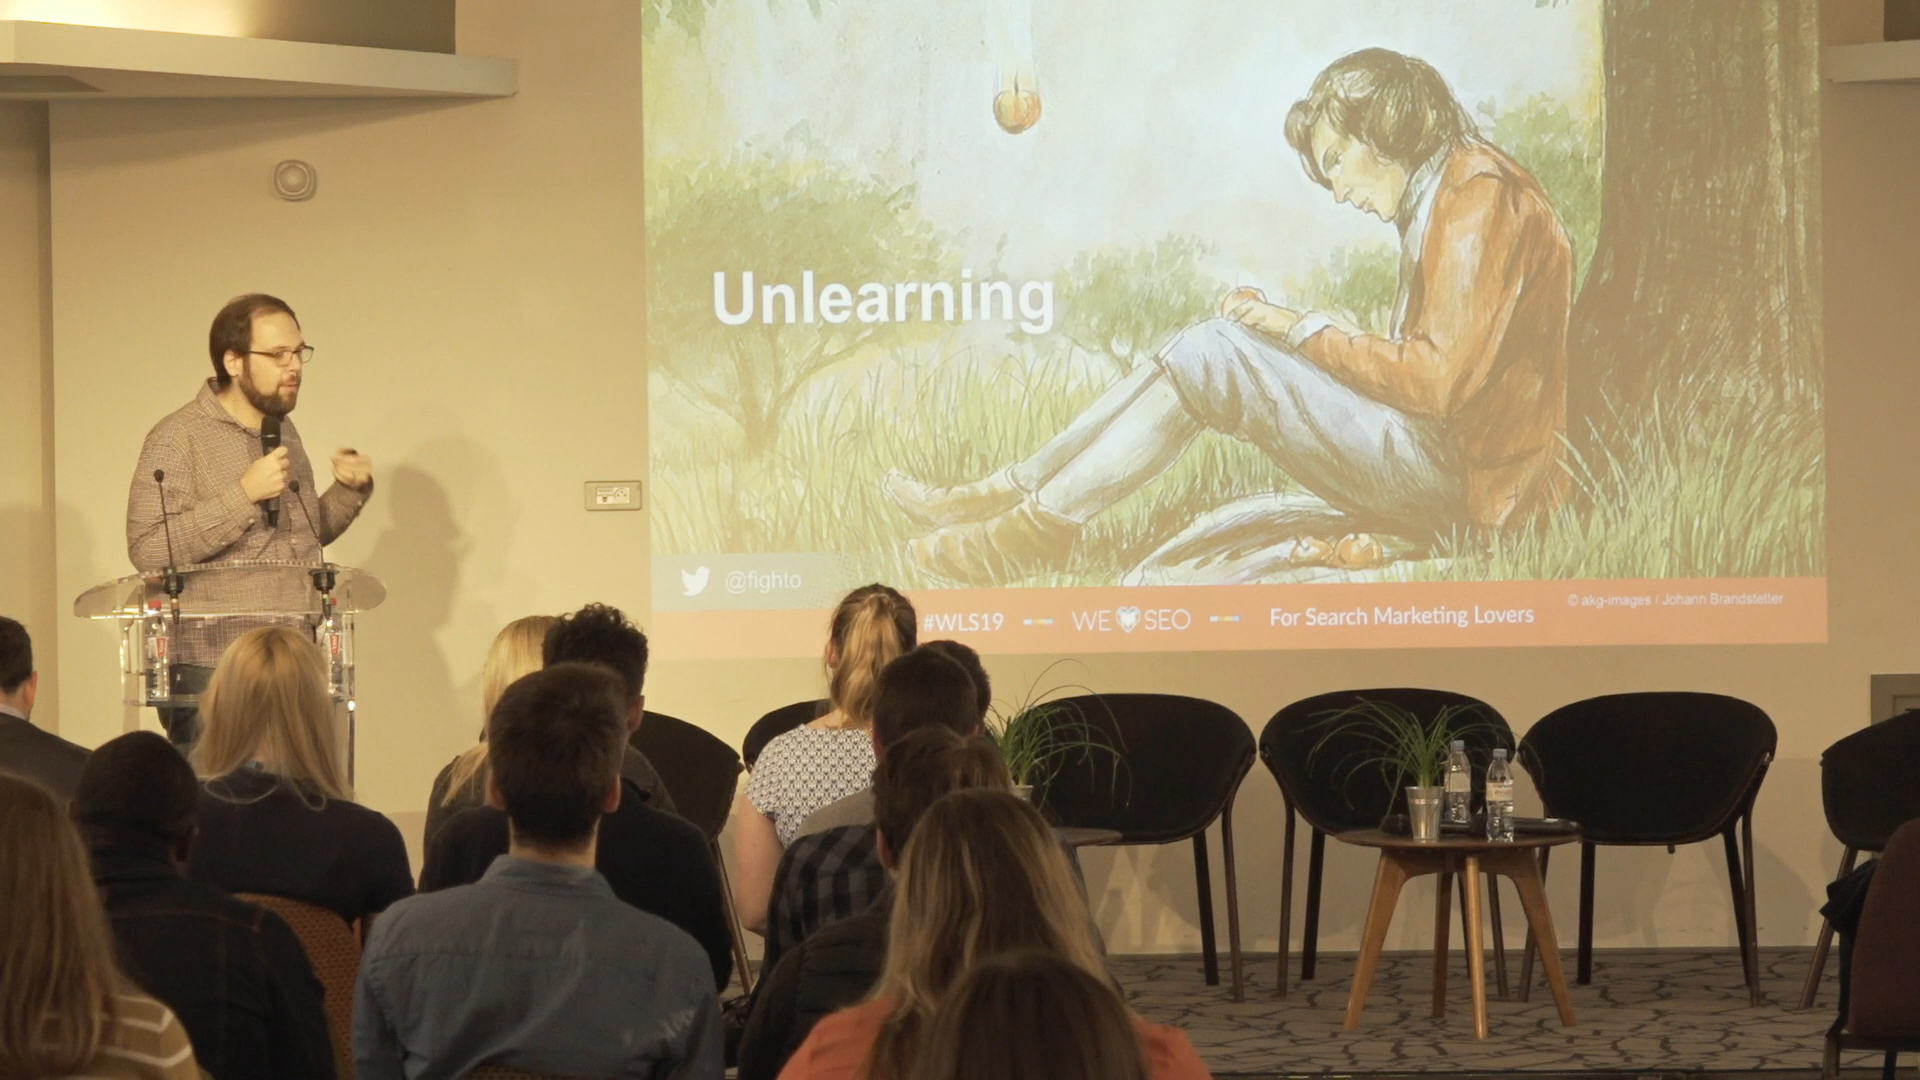 Unlearning
@fighto
© akg-images / Johann Brandstetter
#WLS19 WE SEO For Search Marketing Lovers